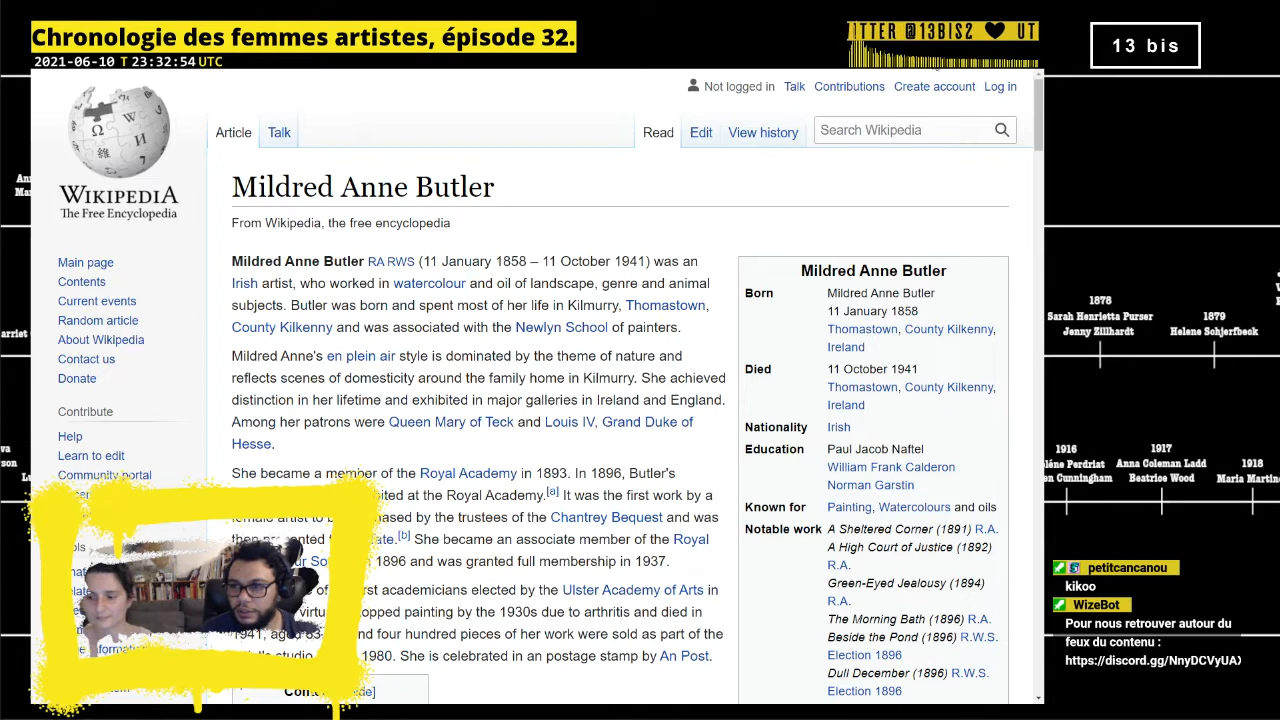 Chronologie des femmes artistes, épisode 32.
2021-06-10 T 23:32:54 UTC
13 bis
Not logged in Talk Contributions Create account Log in
Article Talk Read Edit View history Search Wikipedia
WIKIPEDIA
The Free Encyclopedia
Main page
Contents
Current events
Random article
About Wikipedia
Contact us
Donate
Contribute
Help
Learn to edit
Community portal
Mildred Anne Butler
From Wikipedia, the free encyclopedia
Mildred Anne Butler RA RWS (11 January 1858 – 11 October 1941) was an
Irish artist, who worked in watercolour and oil of landscape, genre and animal
subjects. Butler was born and spent most of her life in Kilmurry, Thomastown,
County Kilkenny and was associated with the Newlyn School of painters.
Mildred Anne's en plein air style is dominated by the theme of nature and
reflects scenes of domesticity around the family home in Kilmurry. She achieved
distinction in her lifetime and exhibited in major galleries in Ireland and England.
Among her patrons were Queen Mary of Teck and Louis IV, Grand Duke of
Hesse.
She became a member of the Royal Academy in 1893. In 1896, Butler's
at the Royal Academy.[a] It was the first work by a
female artist to by the trustees of the Chantrey Bequest and was
then [b] She became an associate member of the Royal
in 1896 and was granted full membership in 1937.
academicians elected by the Ulster Academy of Arts in
painting by the 1930s due to arthritis and died in
1941, aged 83 four hundred pieces of her work were sold as part of the
studio 1980. She is celebrated in an postage stamp by An Post.
Mildred Anne Butler
Born Mildred Anne Butler
11 January 1858
Thomastown, County Kilkenny,
Ireland
Died 11 October 1941
Thomastown, County Kilkenny,
Ireland
Nationality Irish
Education Paul Jacob Naftel
William Frank Calderon
Norman Garstin
Known for Painting, Watercolours and oils
Notable work A Sheltered Corner (1891) R.A.
A High Court of Justice (1892)
R.A.
Green-Eyed Jealousy (1894)
R.A.
The Morning Bath (1896) R.A.
Beside the Pond (1896) R.W.S.
Election 1896
Dull December (1896) R.W.S.
Election 1896
1878
Sarah Henrietta Purser
Jenny Zillhardt
1879
Helene Schjerfbeck
1916
Perdriat
Cunningham
1917
Anna Coleman Ladd
Beatrice Wood
1918
petitcancanou
kikoo
WizeBot
Pour nous retrouver autour du
feux du contenu :
https://discord.gg/NnyDCVyUA